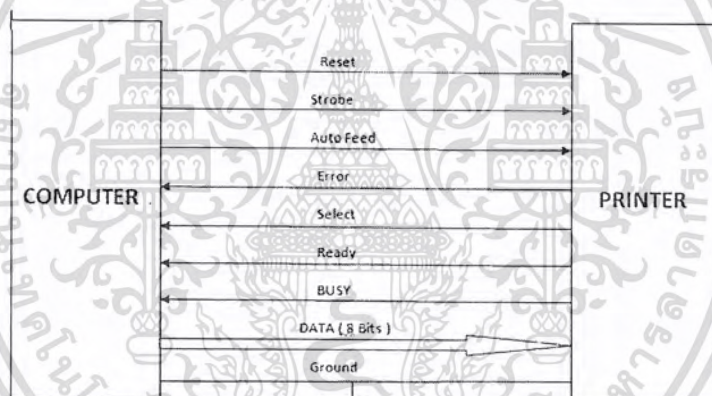 Reset
Strobe
Auto Feed
Error
COMPUTER
PRINTER
Select
Ready
BUSY
DATA ( 8 Bits )
Ground